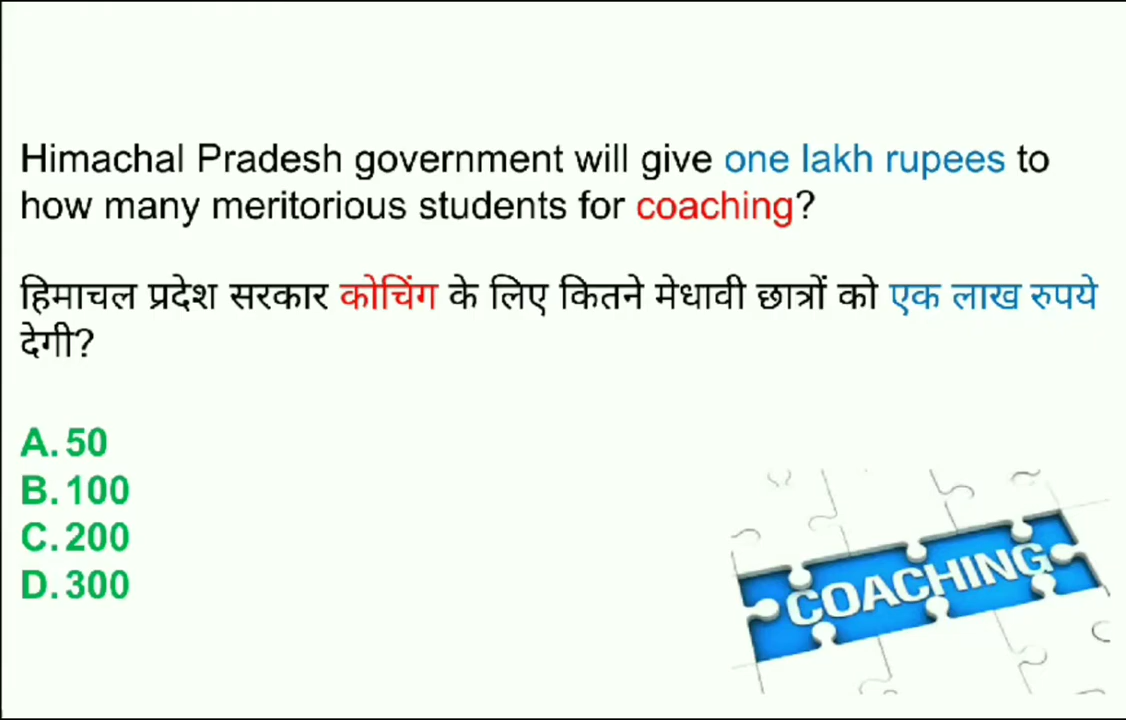 Himachal Pradesh government will give one lakh rupees to
how many meritorious students for coaching?
हिमाचल प्रदेश सरकार कोचिंग के लिए कितने मेधावी छात्रों को एक लाख रुपये
देगी?
A. 50
B. 100
C. 200
D. 300
COACHING